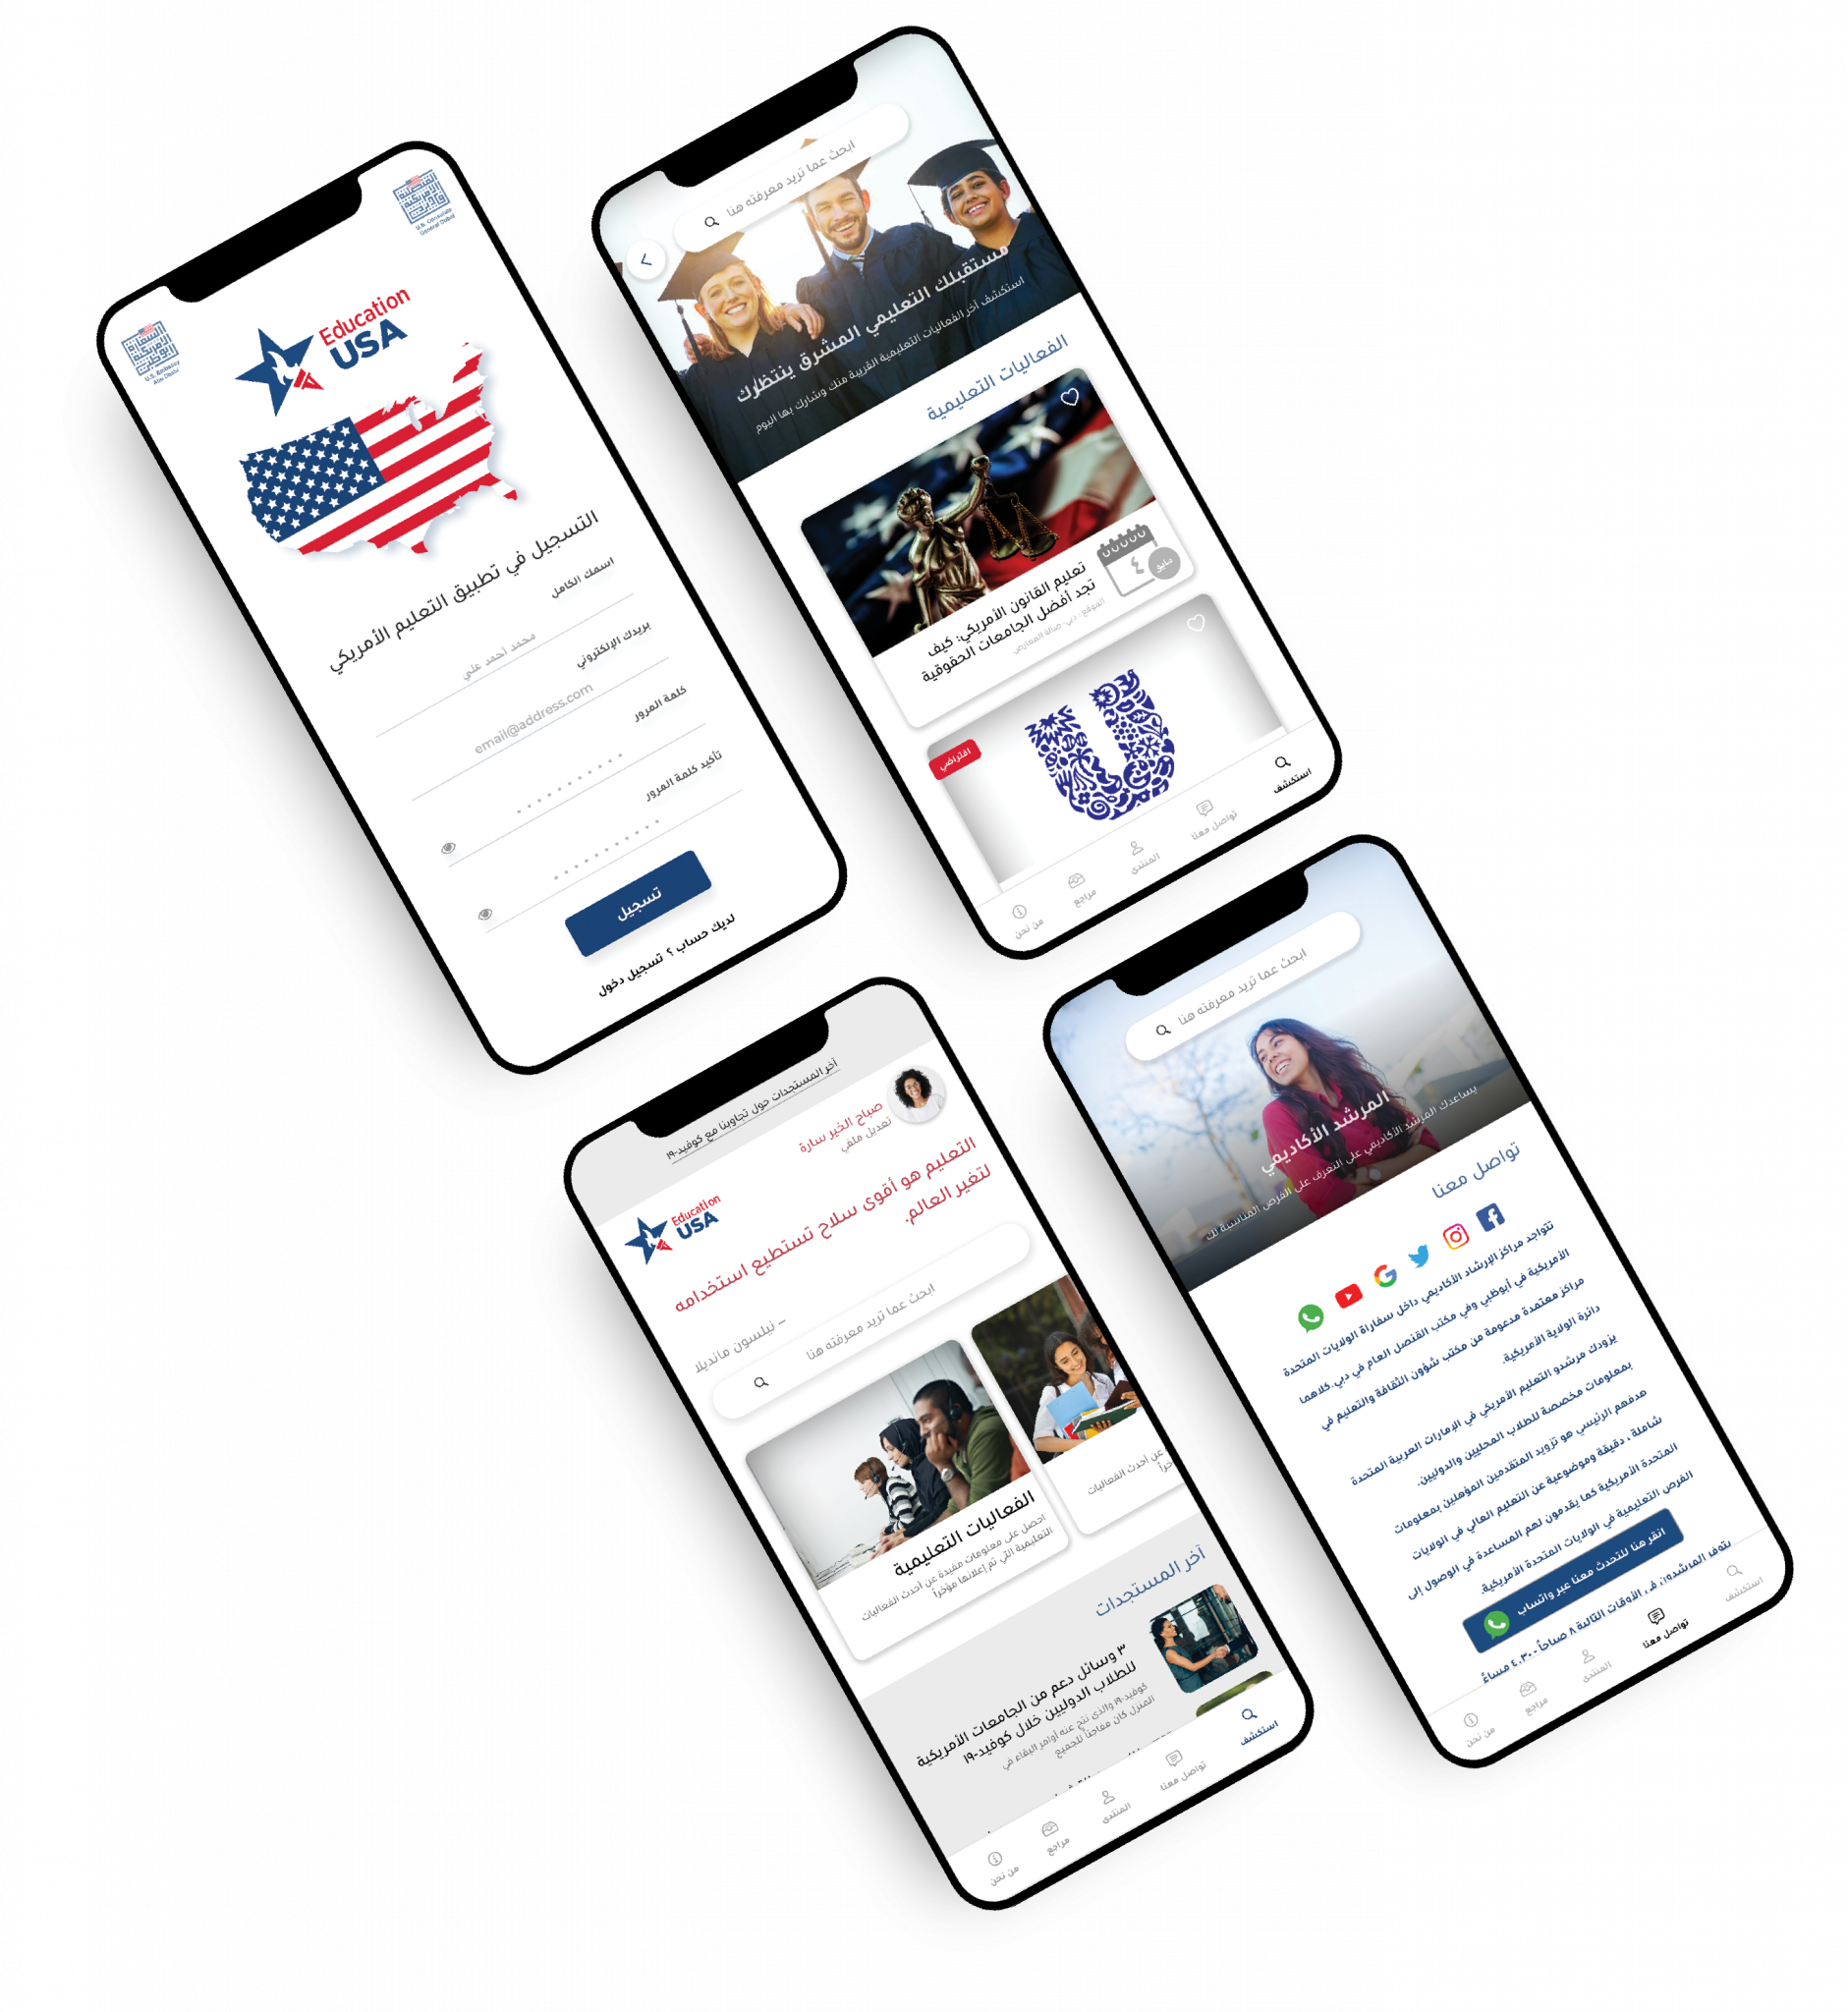 القنصلية
الأمريكية
في دبي
U.S. Consulate
General Dubai
السفارة
الأمريكية
أبوظبي
U.S. Embassy
Abu Dhabi
Education
USA
التسجيل في تطبيق التعليم الأمريكي
اسمك الكامل
محمد أحمد علي
بريدك الإلكتروني
email@address.com
كلمة المرور
تأكيد كلمة المرور
تسجيل
لديك حساب ؟ تسجيل دخول
ابحث عما تريد معرفته هنا
مستقبلك التعليمي المشرق ينتظرك
استكشف آخر الفعاليات التعليمية القريبة منك وشارك بها اليوم
الفعاليات التعليمية
٤
مايو
تعليم القانون الأمريكي: كيف
تجد أفضل الجامعات الحقوقية
الموقع : دبي- صالة المعارض
افتراضي
استكشف
تواصل معنا
المنتدى
مراجع
من نحن
آخر المستجدات حول تجاوبنا مع كوفيد-١٩
صباح الخير سارة
تعديل ملفي
Education
USA
التعليم هو أقوى سلاح تستطيع استخدامه
لتغير العالم.
– نيلسون مانديلا
ابحث عما تريد معرفته هنا
الفعاليات التعليمية
احصل على معلومات مفيدة عن أحدث الفعاليات
التعليمية التي تم إعلانها مؤخراً
عن أحدث الفعاليات
آخر المستجدات
٣ وسائل دعم من الجامعات الأمريكية
للطلاب الدوليين خلال كوفيد-١٩
كوفيد-١٩ والذي نتج عنه أوامر البقاء في
المنزل كان مفاجئاً للجميع
استكشف
تواصل معنا
المنتدى
مراجع
من نحن
ابحث عما تريد معرفته هنا
المرشد الأكاديمي
يساعدك المرشد الأكاديمي على التعرف على الفرص المناسبة لك
تواصل معنا
تتواجد مراكز الإرشاد الأكاديمي داخل سفارة الولايات المتحدة
الأمريكية في أبوظبي وفي مكتب القنصل العام في دبي. كلاهما
مراكز معتمدة مدعومة من مكتب شؤون الثقافة والتعليم في
دائرة الولاية الأمريكية.
يزودك مرشدو التعليم الأمريكي في الإمارات العربية المتحدة
بمعلومات مخصصة للطلاب المحليين والدوليين.
هدفهم الرئيسي هو تزويد المتقدمين المؤهلين بمعلومات
شاملة ، دقيقة وموضوعية عن التعليم العالي في الولايات
المتحدة الأمريكية كما يقدمون لهم المساعدة في الوصول إلى
الفرص التعليمية في الولايات المتحدة الأمريكية.
انقر هنا للتحدث معنا عبر واتساب
يتوفر المرشدون في الأوقات التالية ٨ صباحاً - ٤،٣٠ مساءً
استكشف
تواصل معنا
المنتدى
مراجع
من نحن